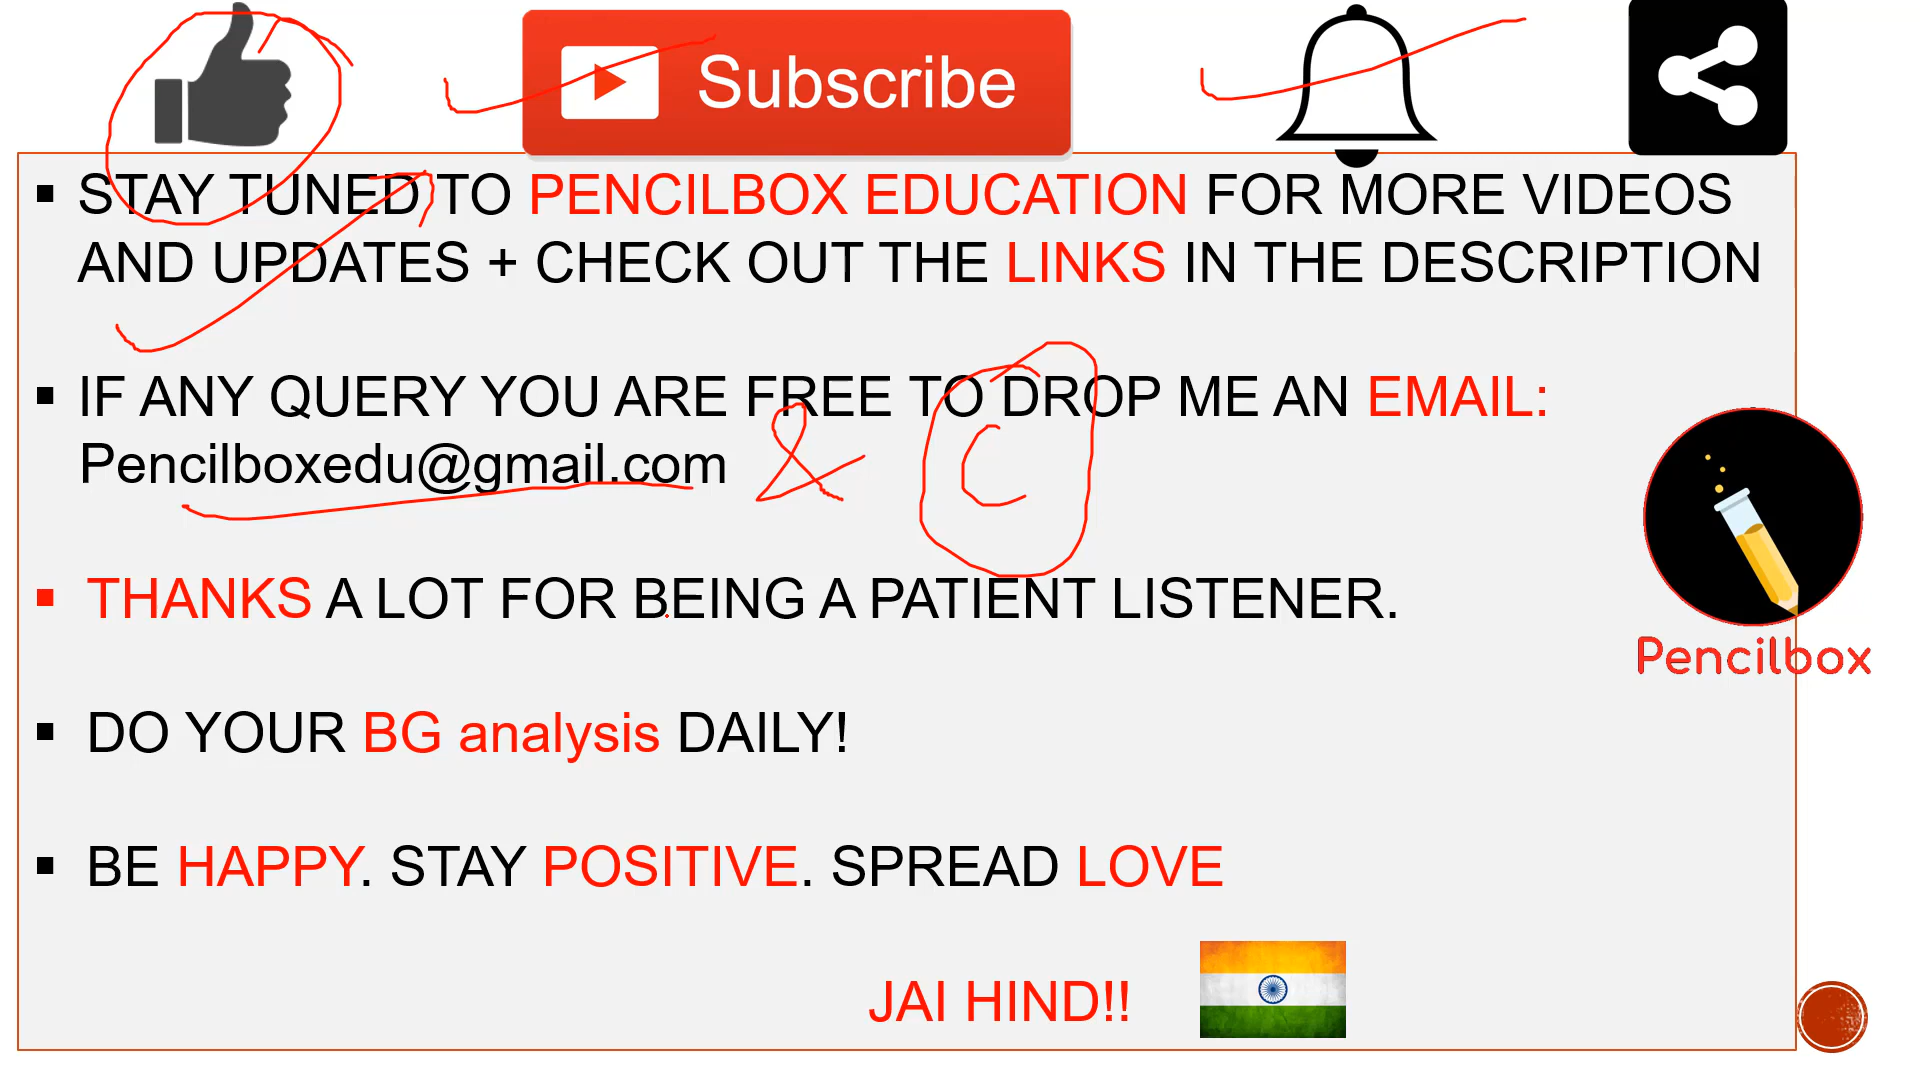 Subscribe
STAY TUNED TO PENCILBOX EDUCATION FOR MORE VIDEOS
AND UPDATES + CHECK OUT THE LINKS IN THE DESCRIPTION
IF ANY QUERY YOU ARE FREE TO DROP ME AN EMAIL:
Pencilboxedu@gmail.com & C
THANKS A LOT FOR BEING A PATIENT LISTENER.
Pencilbox
DO YOUR BG analysis DAILY!
BE HAPPY. STAY POSITIVE. SPREAD LOVE
JAI HIND!!